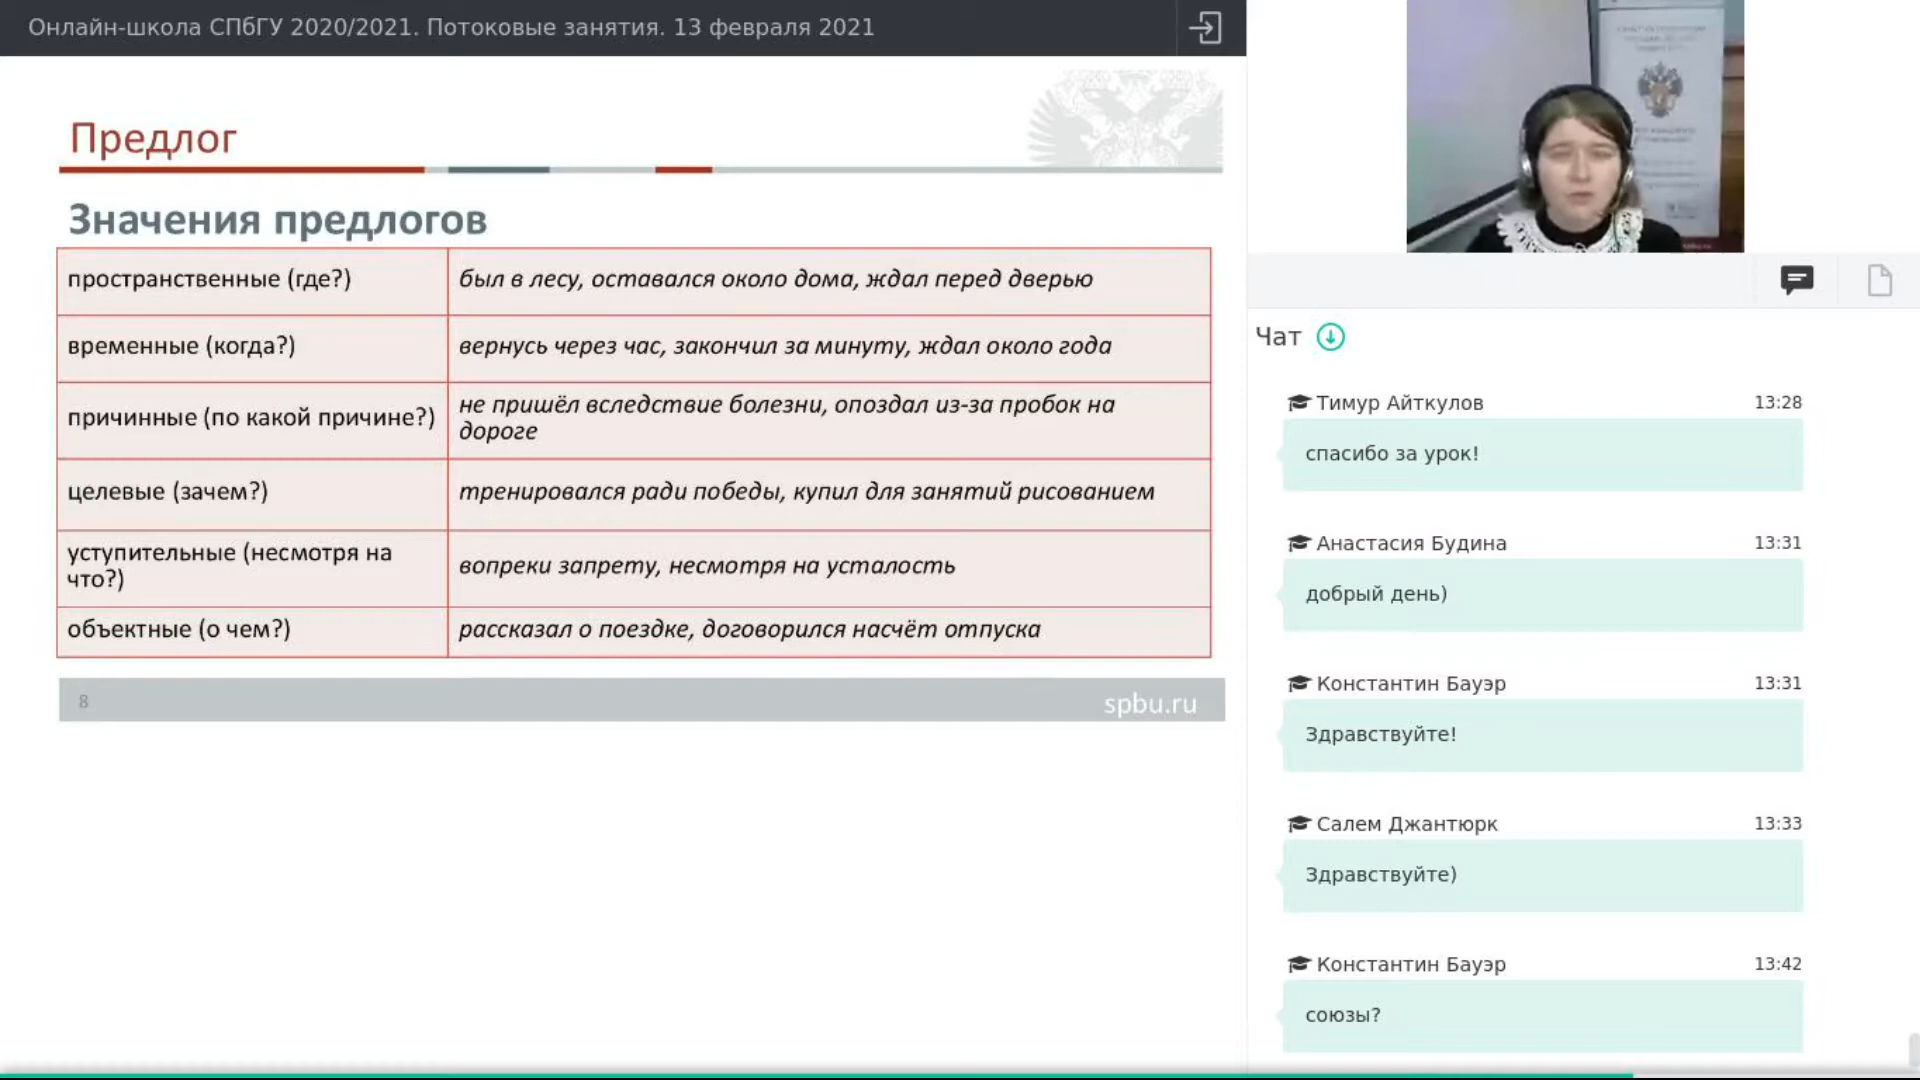 Онлайн-школа СПбГУ 2020/2021. Потоковые занятия. 13 февраля 2021
Предлог
Значения предлогов
пространственные (где?)
был в лесу, оставался около дома, ждал перед дверью
временные (когда?)
вернусь через час, закончил за минуту, ждал около года
причинные (по какой причине?)
не пришёл вследствие болезни, опоздал из-за пробок на
дороге
целевые (зачем?)
тренировался ради победы, купил для занятий рисованием
уступительные (несмотря на
что?)
вопреки запрету, несмотря на усталость
объектные (о чем?)
рассказал о поездке, договорился насчёт отпуска
8
spbu.ru
Чат
Тимур Айткулов 13:28
спасибо за урок!
Анастасия Будина 13:31
добрый день)
Константин Бауэр 13:31
Здравствуйте!
Салем Джантюрк 13:33
Здравствуйте)
Константин Бауэр 13:42
союзы?